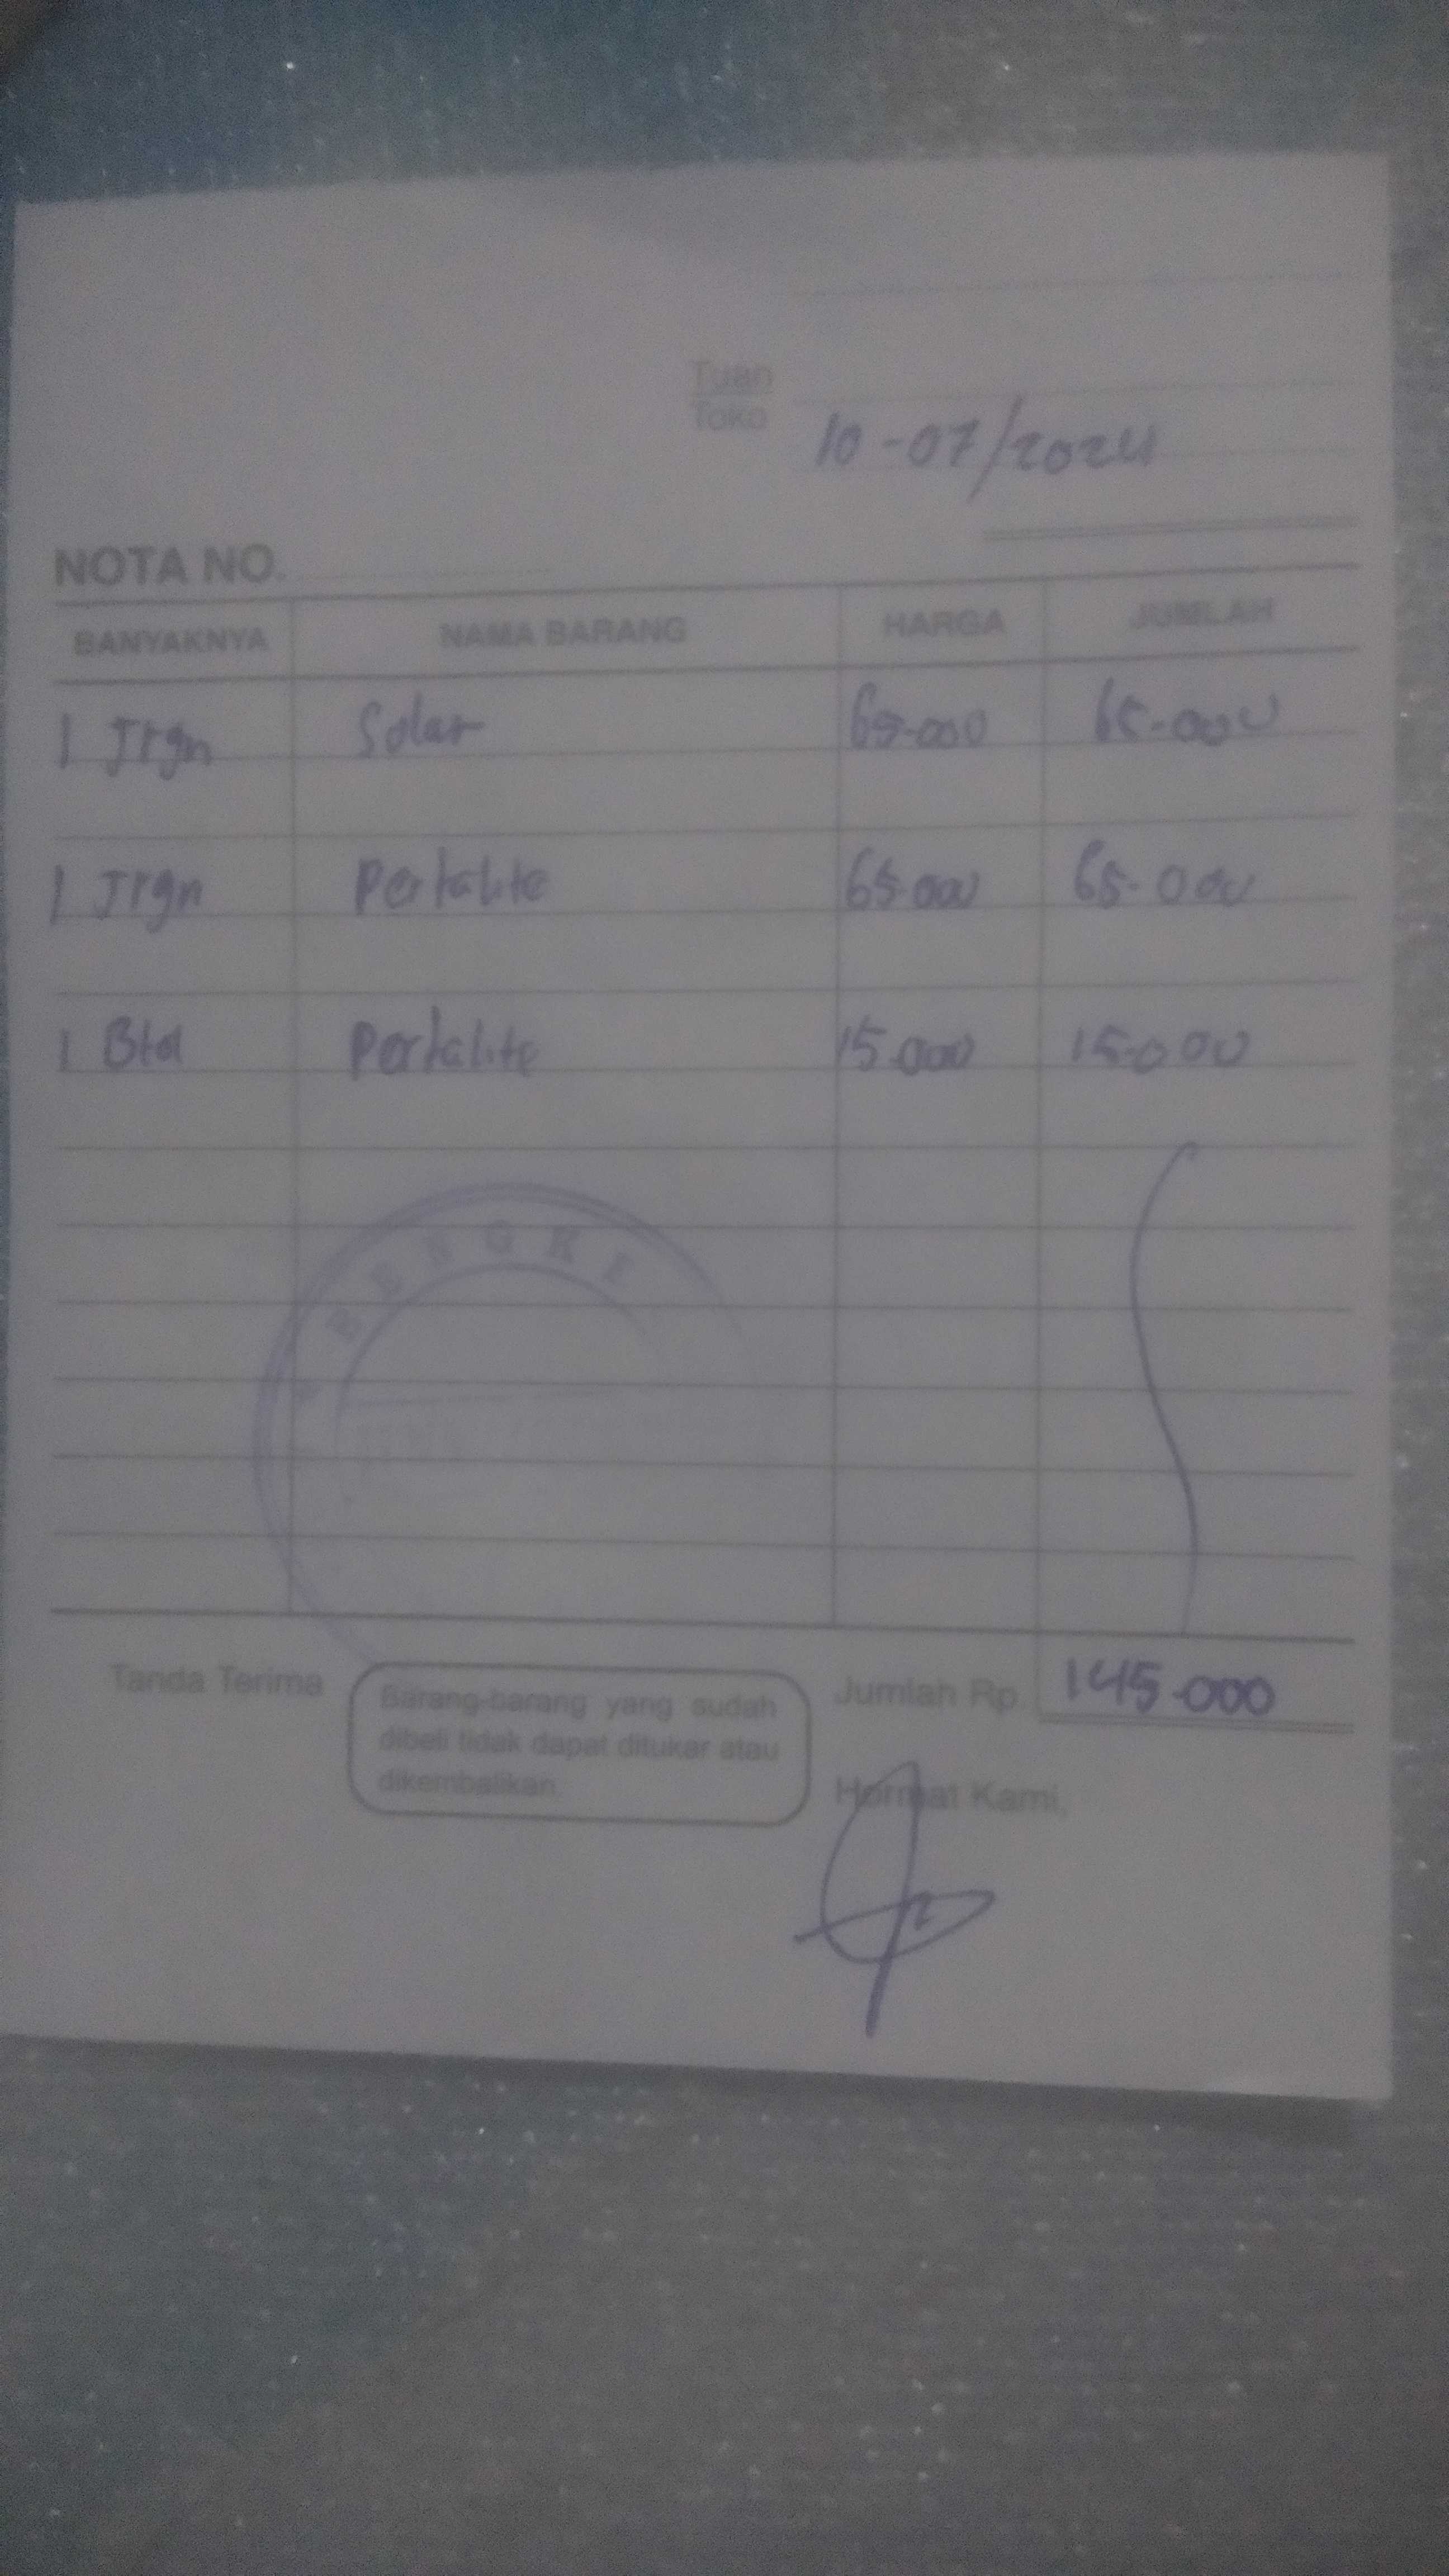 Tuan
Toko
10-07/2024
NOTA NO.
BANYAKNYA NAMA BARANG HARGA JUMLAH
1 Jrgn Solar 65.000 65.000
1 Jrgn Pertalite 65.000 65.000
1 Btol Pertalite 15.000 15.000
BENGKE
Tanda Terima
Barang-barang yang sudah
dibeli tidak dapat ditukar atau
dikembalikan.
Jumlah Rp 145.000
Hormat Kami,